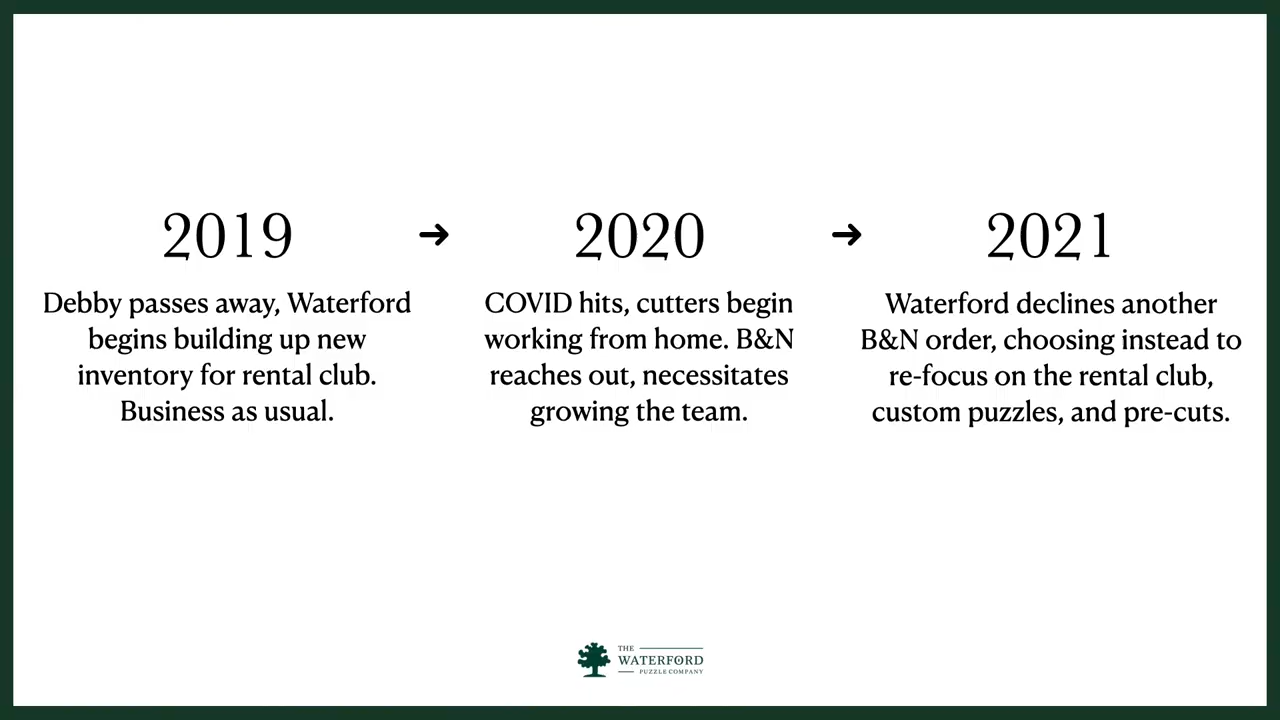 2019 → 2020 → 2021
Debby passes away, Waterford
begins building up new
inventory for rental club.
Business as usual.
COVID hits, cutters begin
working from home. B&N
reaches out, necessitates
growing the team.
Waterford declines another
B&N order, choosing instead to
re-focus on the rental club,
custom puzzles, and pre-cuts.
THE
WATERFORD
PUZZLE COMPANY